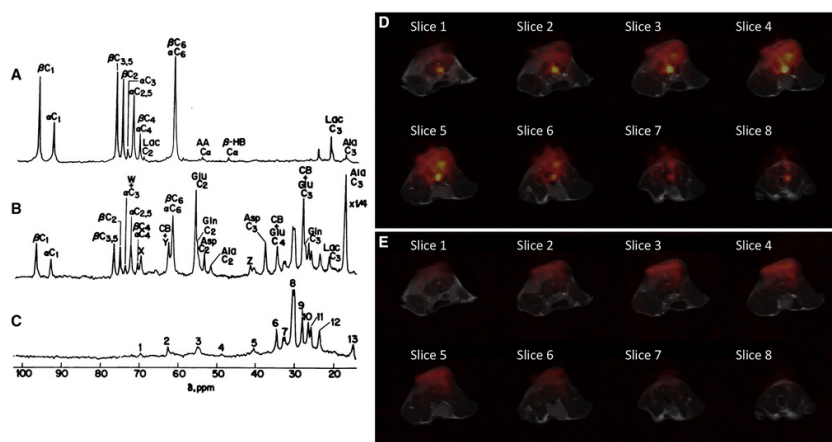 A
βC₁
αC₁
βC₃,₅
βC₂
αC₃
αC₂,₅
βC₄
αC₄
Lac
C₂
βC₆
αC₆
AA
Cα
β-HB
Cα
Lac
C₃
Ala
C₃
B
βC₁
αC₁
βC₃,₅
βC₂
W
+
αC₃
αC₂,₅
βC₄
αC₄
X
CB
+
Y
βC₆
αC₆
Glu
C₂
Gln
C₂
Asp
C₂
Ala
C₂
Z
Asp
C₃
CB
+
Glu
C₄
CB
+
Glu
C₃
Gln
C₃
Lac
C₃
Ala
C₃
x1/4
C
1
2
3
4
5
6
7
8
9
10
11
12
13
100 90 80 70 60 50 40 30 20
δ, ppm
D
Slice 1 Slice 2 Slice 3 Slice 4
Slice 5 Slice 6 Slice 7 Slice 8
E
Slice 1 Slice 2 Slice 3 Slice 4
Slice 5 Slice 6 Slice 7 Slice 8